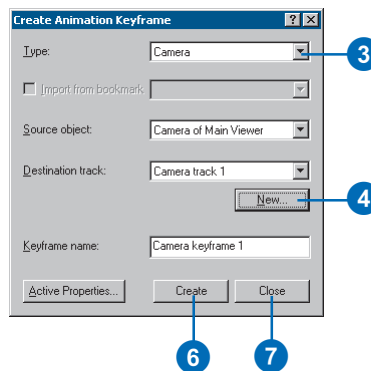 Create Animation Keyframe
Type: Camera 3
Import from bookmark
Source object: Camera of Main Viewer
Destination track: Camera track 1
New... 4
Keyframe name: Camera keyframe 1
Active Properties... Create Close
6 7